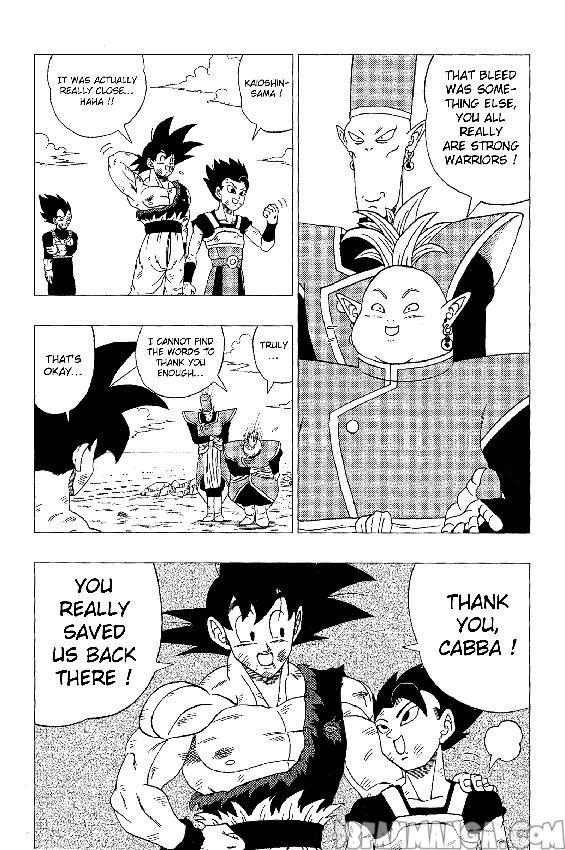 THAT BLEED
WAS SOME-
THING ELSE,
YOU ALL
REALLY
ARE STRONG
WARRIORS !
KAIOSHIN-
SAMA !
IT WAS ACTUALLY
REALLY CLOSE...
HAHA !!
TRULY
...
I CANNOT FIND
THE WORDS TO
THANK YOU
ENOUGH...
THAT'S
OKAY...
THANK
YOU,
CABBA !
YOU
REALLY
SAVED
US BACK
THERE !